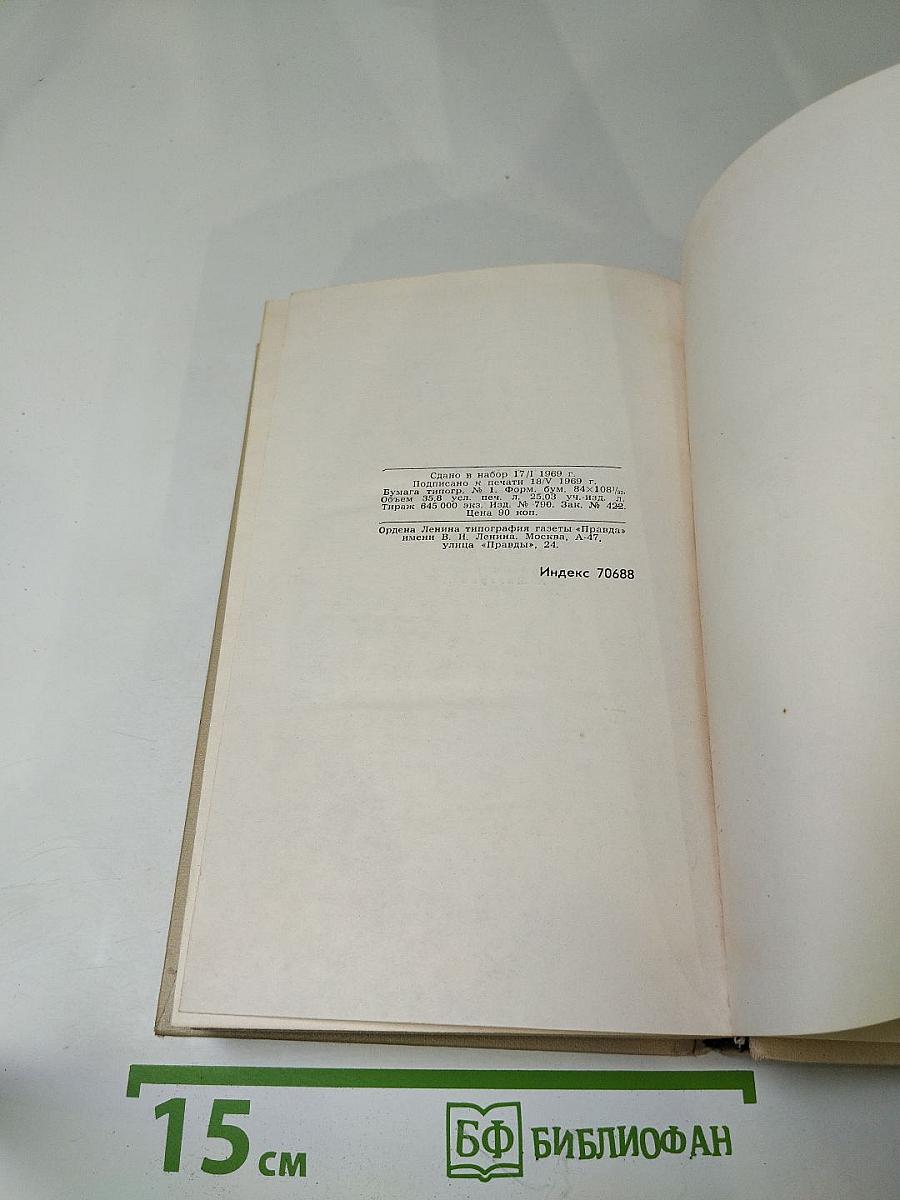 Сдано в набор 17/I 1969 г.
Подписано к печати 18/V 1969 г.
Бумага типогр. № 1. Форм. бум. 84×108¹/₃₂.
Объем 35,8 усл. печ. л. 25,03 уч.-изд. л.
Тираж 645 000 экз. Изд. № 790. Зак. № 422.
Цена 90 коп.
Ордена Ленина типография газеты «Правда»
имени В. И. Ленина. Москва, А-47,
улица «Правды», 24.
Индекс 70688
15 см
БФ БИБЛИОФАН